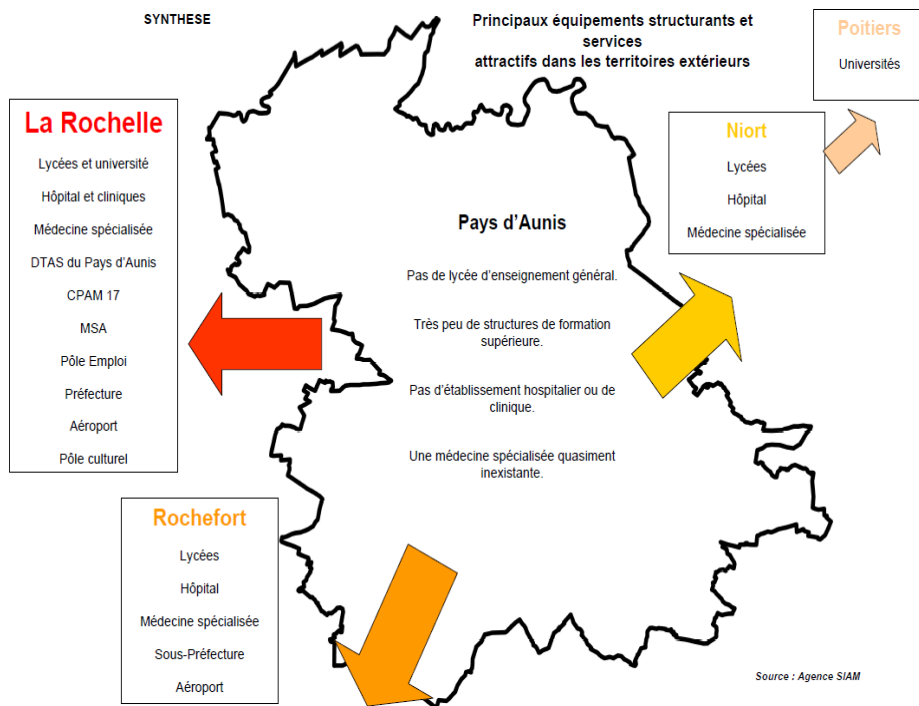 SYNTHESE
Principaux équipements structurants et
services
attractifs dans les territoires extérieurs
Poitiers
Universités
La Rochelle
Lycées et université
Hôpital et cliniques
Médecine spécialisée
DTAS du Pays d’Aunis
CPAM 17
MSA
Pôle Emploi
Préfecture
Aéroport
Pôle culturel
Niort
Lycées
Hôpital
Médecine spécialisée
Pays d’Aunis
Pas de lycée d’enseignement général.
Très peu de structures de formation
supérieure.
Pas d’établissement hospitalier ou de
clinique.
Une médecine spécialisée quasiment
inexistante.
Rochefort
Lycées
Hôpital
Médecine spécialisée
Sous-Préfecture
Aéroport
Source : Agence SIAM